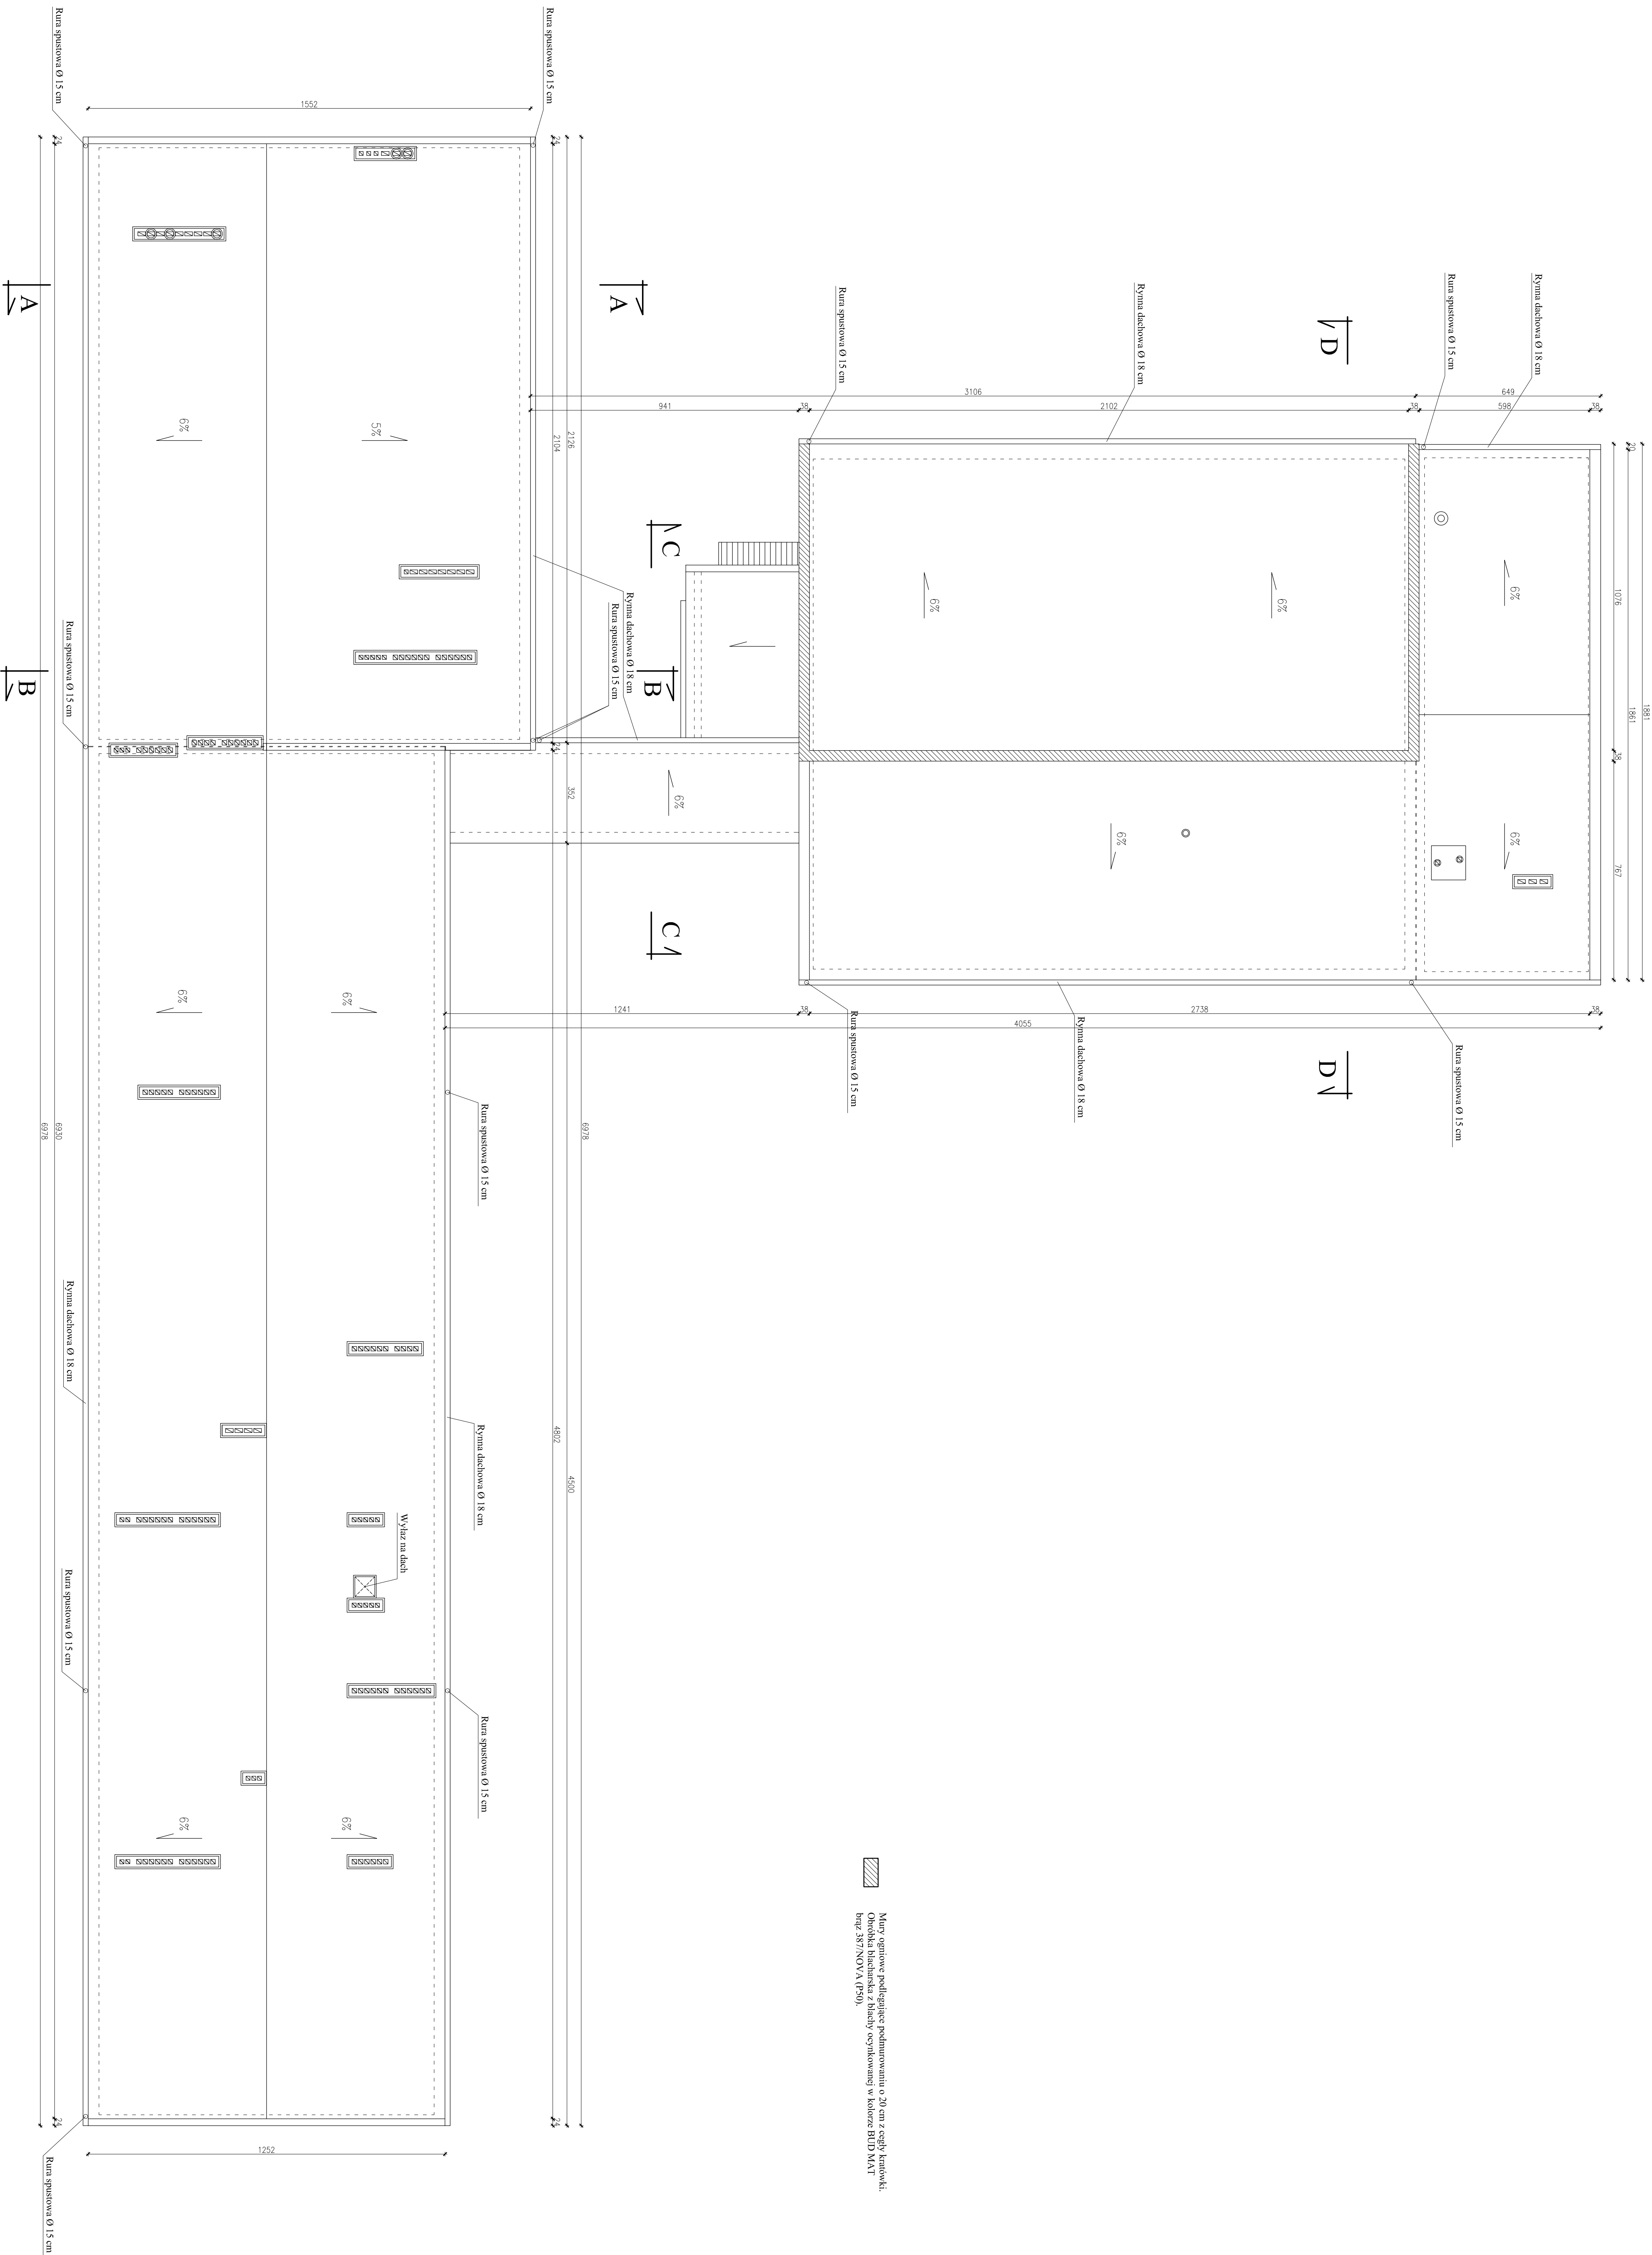 Rura spustowa Ø 15 cm
Rura spustowa Ø 15 cm
1552
24
24
A
A
6%
5%
2126
2104
6978
6930
6978
Rura spustowa Ø 15 cm
B
B
Rynna dachowa Ø 18 cm
Rura spustowa Ø 15 cm
C
C
24
352
6%
Rura spustowa Ø 15 cm
Rynna dachowa Ø 18 cm
D
Rura spustowa Ø 15 cm
Rynna dachowa Ø 18 cm
3106
649
941
38
2102
38
598
38
20
1076
1861
1881
38
767
6%
6%
6%
6%
6%
1241
38
2738
38
4055
Rura spustowa Ø 15 cm
Rynna dachowa Ø 18 cm
D
Rura spustowa Ø 15 cm
6%
6%
Rura spustowa Ø 15 cm
6978
4802
4500
Rynna dachowa Ø 18 cm
Rynna dachowa Ø 18 cm
Wyłaz na dach
Rura spustowa Ø 15 cm
Rura spustowa Ø 15 cm
6%
6%
24
24
1252
Rura spustowa Ø 15 cm
Mury ogniowe podlegające podmurowaniu o 20 cm z cegły kratówki.
Obróbka blacharska z blachy ocynkowanej w kolorze BUDMAT
brąz 387/NOVA (P50).